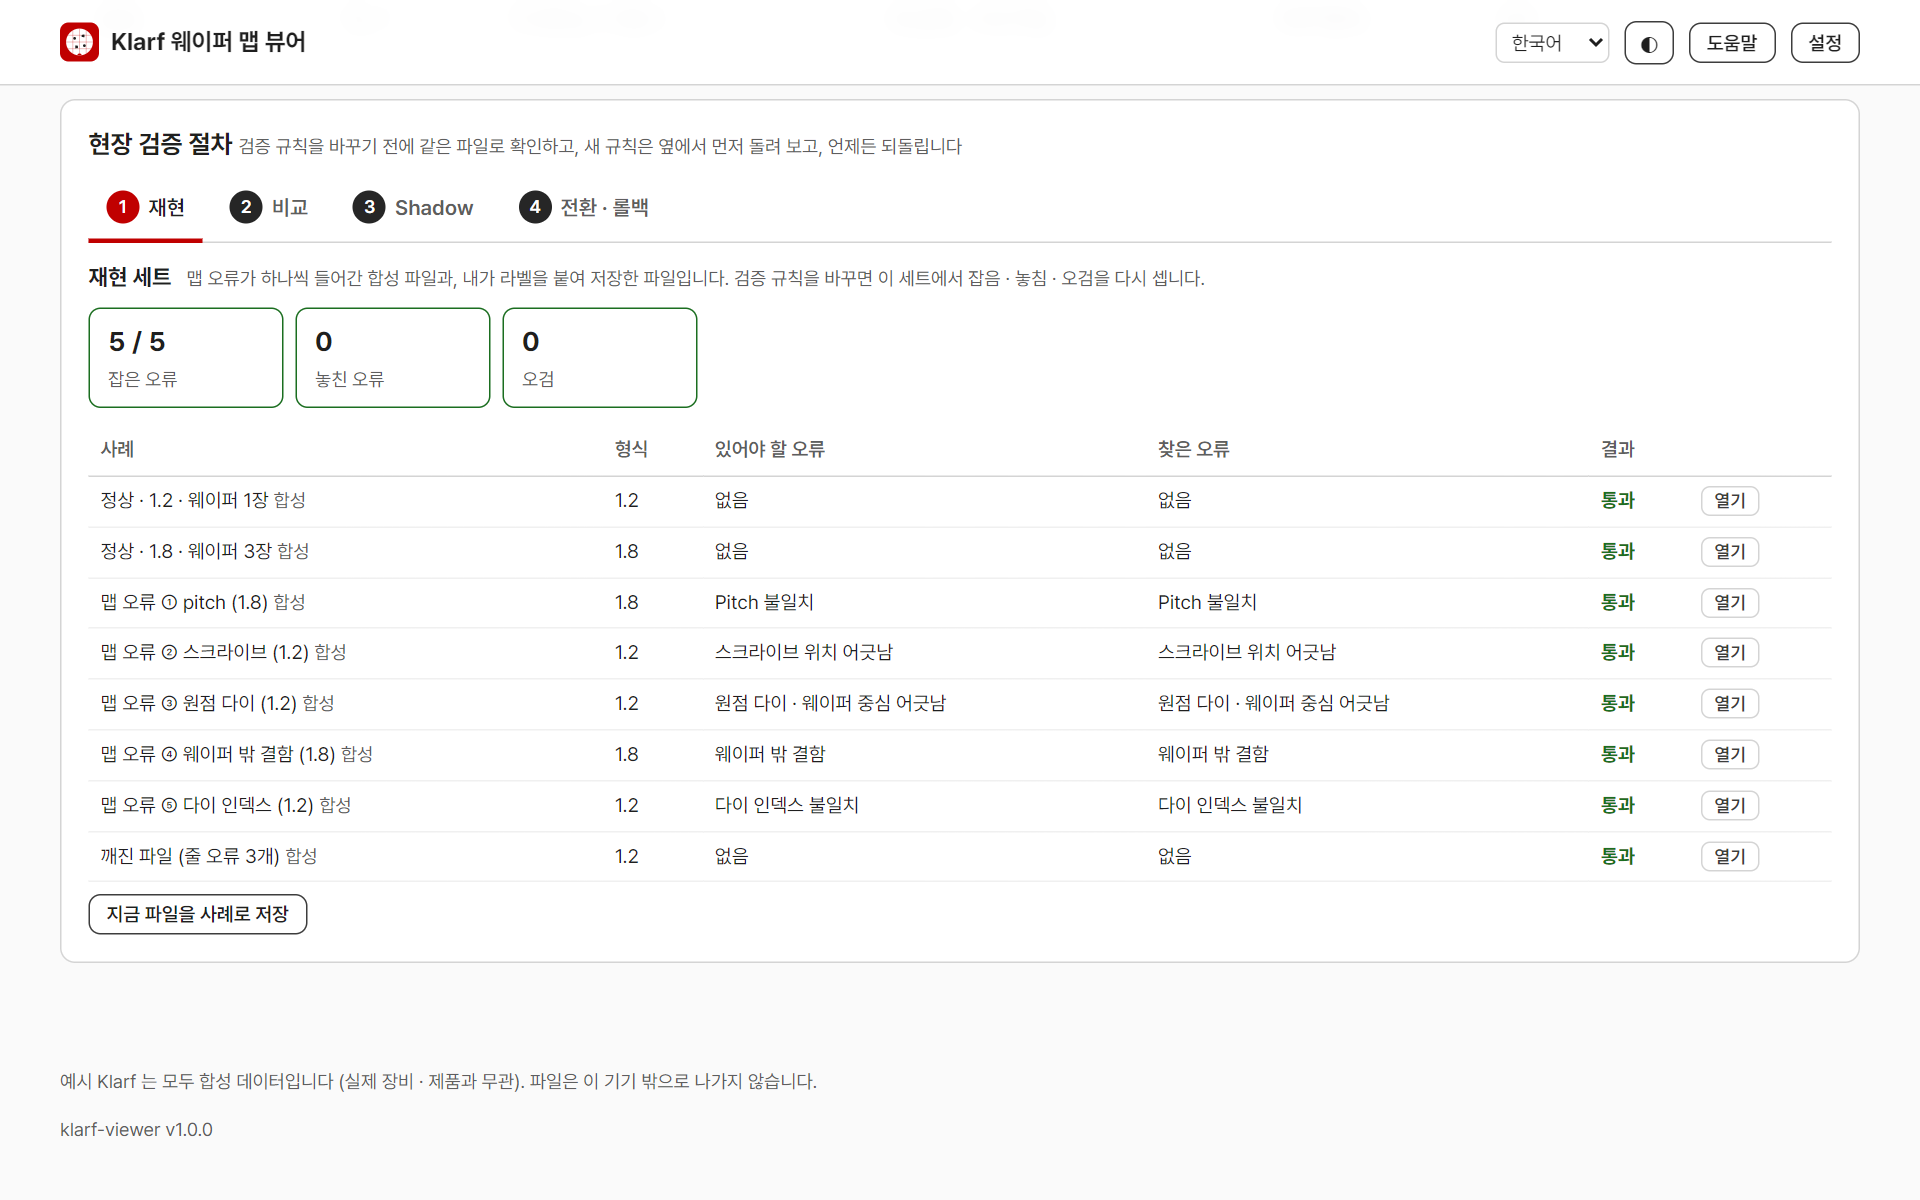 Klarf 웨이퍼 맵 뷰어
한국어
도움말
설정
현장 검증 절차 검증 규칙을 바꾸기 전에 같은 파일로 확인하고, 새 규칙은 옆에서 먼저 돌려 보고, 언제든 되돌립니다
1 재현 2 비교 3 Shadow 4 전환 · 롤백
재현 세트 맵 오류가 하나씩 들어간 합성 파일과, 내가 라벨을 붙여 저장한 파일입니다. 검증 규칙을 바꾸면 이 세트에서 잡음 · 놓침 · 오검을 다시 셉니다.
5 / 5
잡은 오류
0
놓친 오류
0
오검
사례 형식 있어야 할 오류 찾은 오류 결과
정상 · 1.2 · 웨이퍼 1장 합성 1.2 없음 없음 통과 열기
정상 · 1.8 · 웨이퍼 3장 합성 1.8 없음 없음 통과 열기
맵 오류 ① pitch (1.8) 합성 1.8 Pitch 불일치 Pitch 불일치 통과 열기
맵 오류 ② 스크라이브 (1.2) 합성 1.2 스크라이브 위치 어긋남 스크라이브 위치 어긋남 통과 열기
맵 오류 ③ 원점 다이 (1.2) 합성 1.2 원점 다이 · 웨이퍼 중심 어긋남 원점 다이 · 웨이퍼 중심 어긋남 통과 열기
맵 오류 ④ 웨이퍼 밖 결함 (1.8) 합성 1.8 웨이퍼 밖 결함 웨이퍼 밖 결함 통과 열기
맵 오류 ⑤ 다이 인덱스 (1.2) 합성 1.2 다이 인덱스 불일치 다이 인덱스 불일치 통과 열기
깨진 파일 (줄 오류 3개) 합성 1.2 없음 없음 통과 열기
지금 파일을 사례로 저장
예시 Klarf 는 모두 합성 데이터입니다 (실제 장비 · 제품과 무관). 파일은 이 기기 밖으로 나가지 않습니다.
klarf-viewer v1.0.0